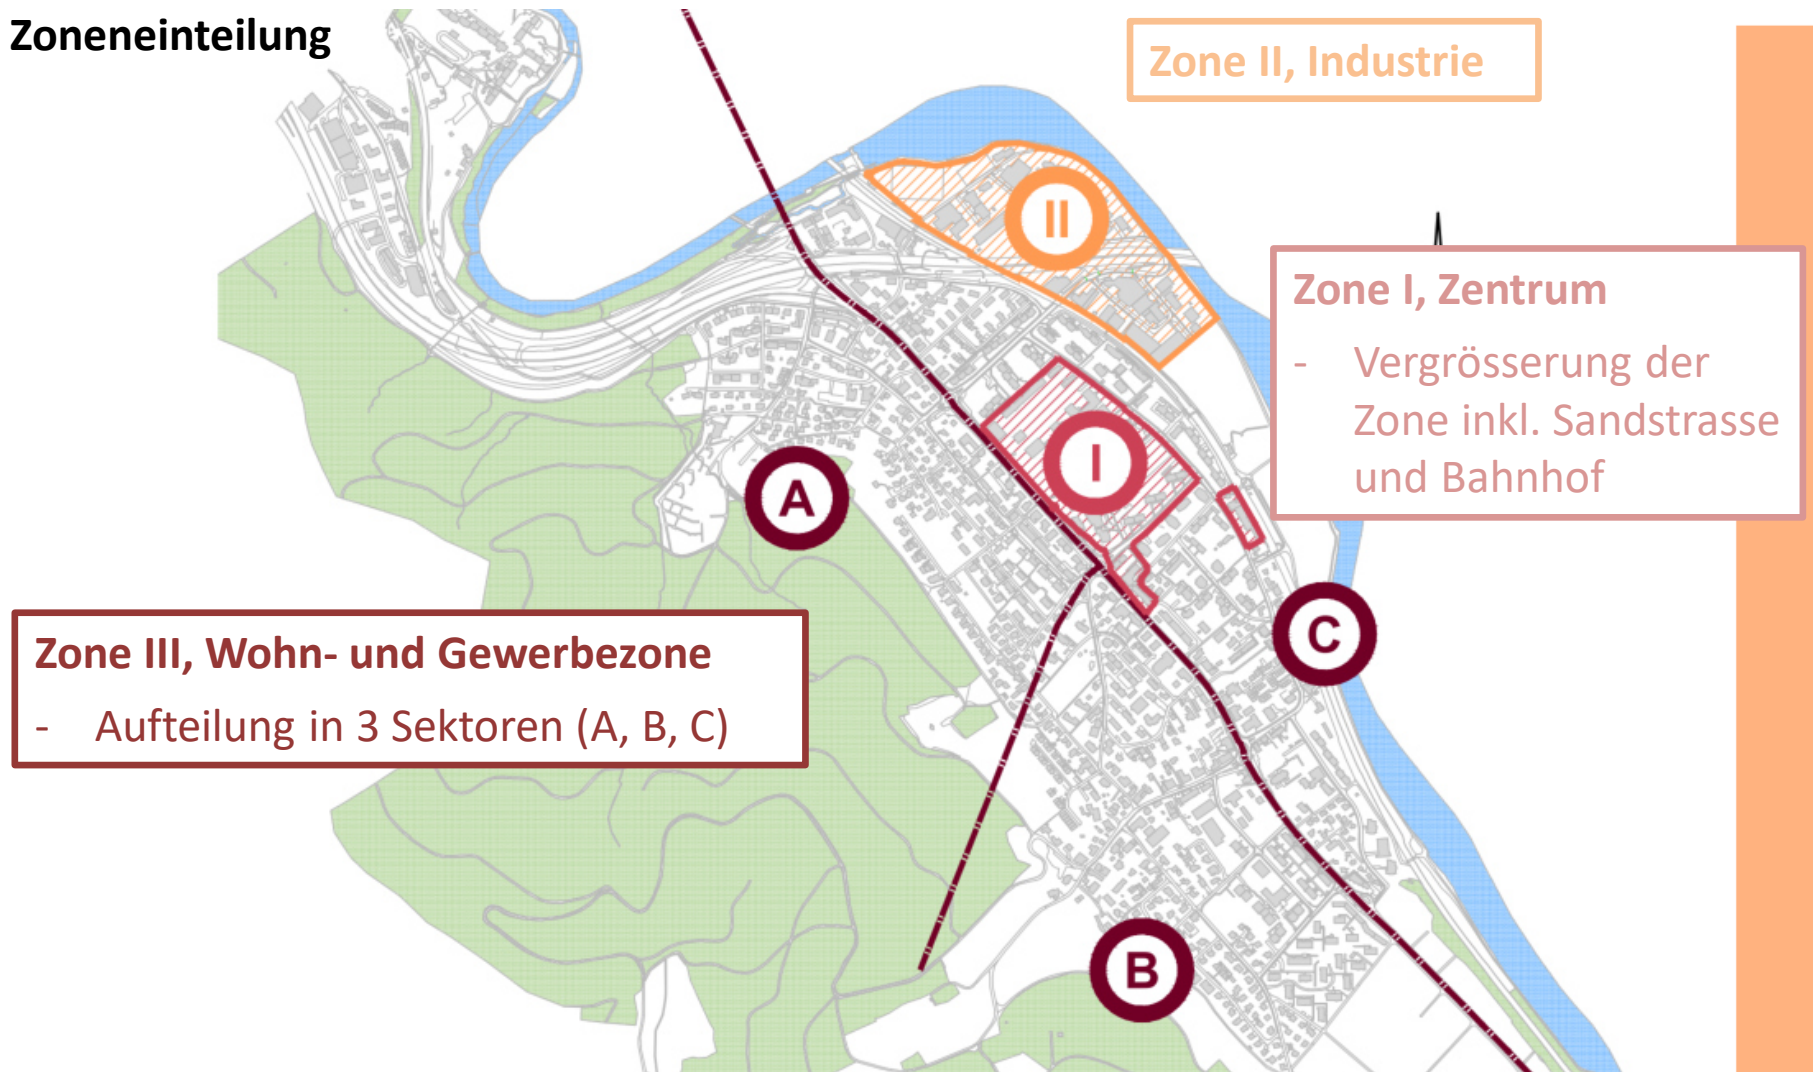 Zoneneinteilung
Zone II, Industrie
II
Zone I, Zentrum
- Vergrösserung der
Zone inkl. Sandstrasse
und Bahnhof
I
A
C
Zone III, Wohn- und Gewerbezone
- Aufteilung in 3 Sektoren (A, B, C)
B